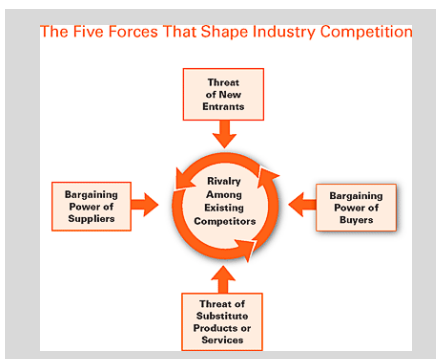 The Five Forces That Shape Industry Competition
Threat
of New
Entrants
Bargaining
Power of
Suppliers
Rivalry
Among
Existing
Competitors
Bargaining
Power of
Buyers
Threat of
Substitute
Products or
Services